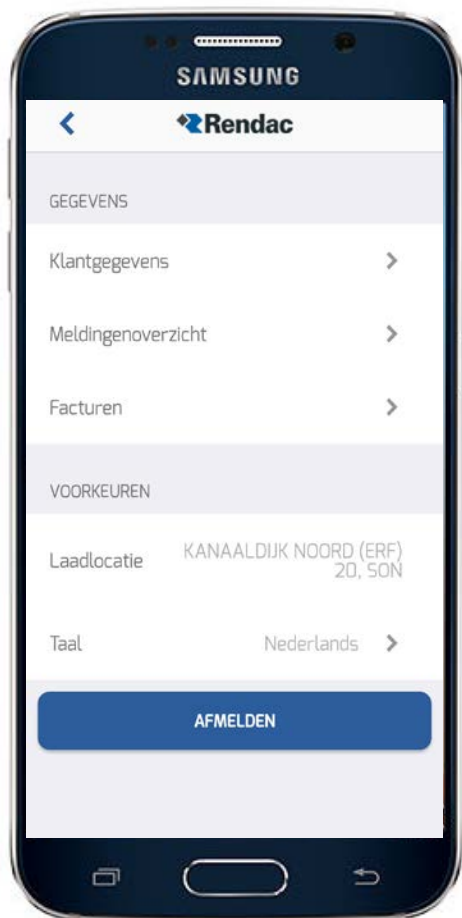 SAMSUNG
Rendac
GEGEVENS
Klantgegevens
Meldingenoverzicht
Facturen
VOORKEUREN
Laadlocatie KANAALDIJK NOORD (ERF)
20, SON
Taal Nederlands
AFMELDEN